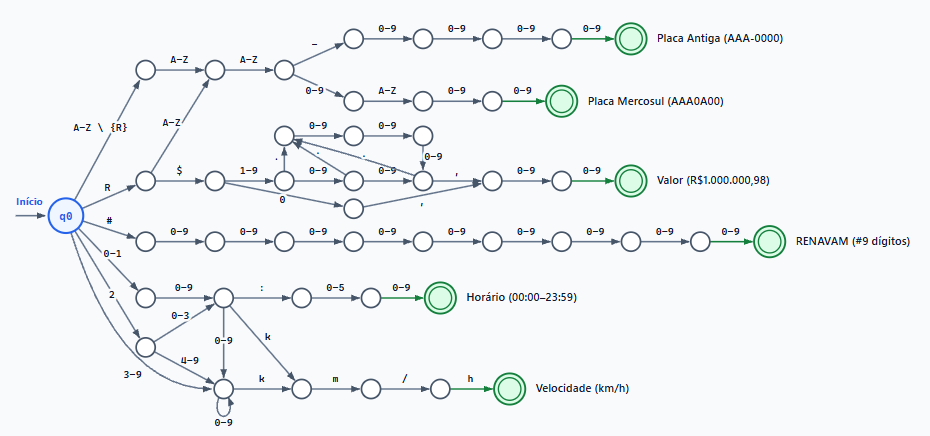 0-9 0-9 0-9 0-9
– Placa Antiga (AAA-0000)
A-Z A-Z
0-9 A-Z 0-9 0-9
Placa Mercosul (AAA0A00)
A-Z \ {R} A-Z
0-9 0-9
. . . 0-9
R $ 1-9 0-9 0-9 , 0-9 0-9
Valor (R$1.000.000,98)
Início 0 ,
q0
# 0-9 0-9 0-9 0-9 0-9 0-9 0-9 0-9 0-9
RENAVAM (#9 dígitos)
0-1
2 0-9 : 0-5 0-9
Horário (00:00–23:59)
0-3
0-9 k
4-9
3-9 k m / h
Velocidade (km/h)
0-9